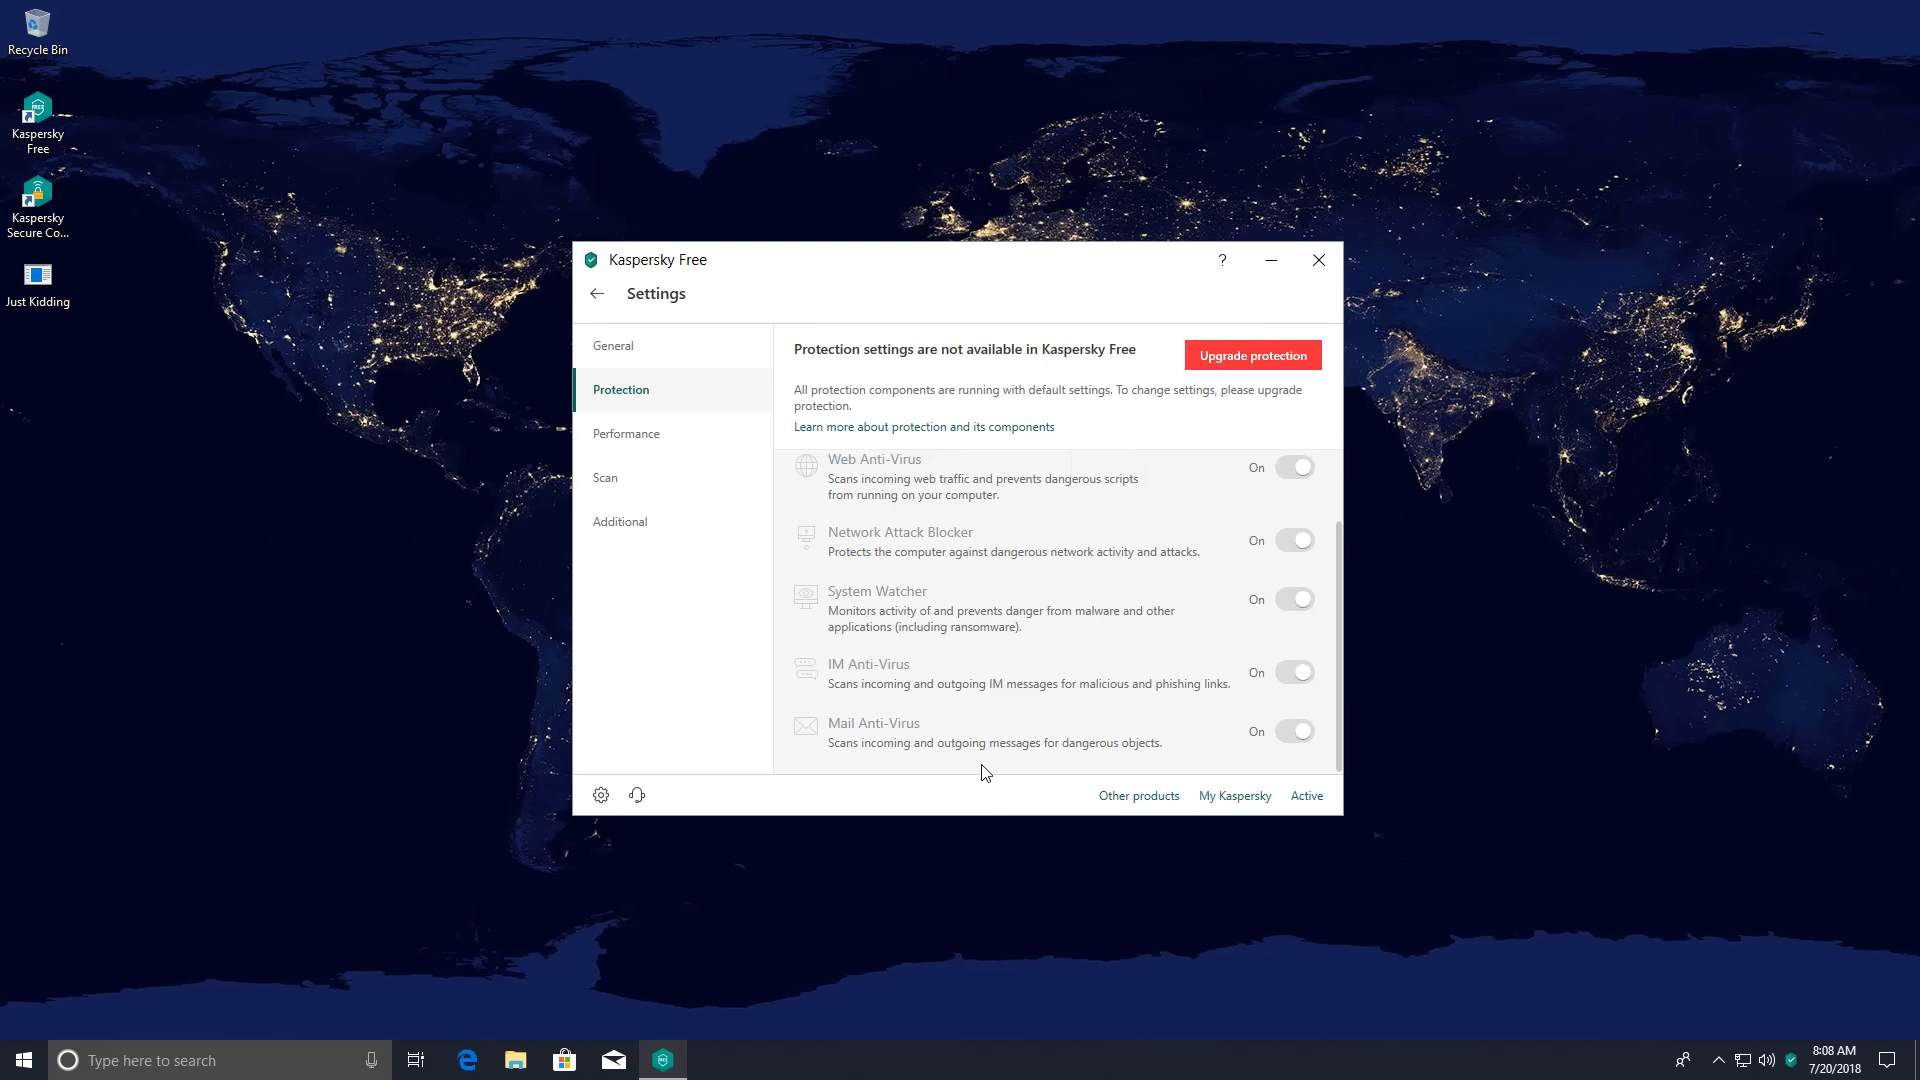 Recycle Bin
Kaspersky
Free
Kaspersky
Secure Co...
Just Kidding
Kaspersky Free
?
Settings
General
Protection
Performance
Scan
Additional
Protection settings are not available in Kaspersky Free
Upgrade protection
All protection components are running with default settings. To change settings, please upgrade
protection.
Learn more about protection and its components
Web Anti-Virus
On
Scans incoming web traffic and prevents dangerous scripts
from running on your computer.
Network Attack Blocker
On
Protects the computer against dangerous network activity and attacks.
System Watcher
On
Monitors activity of and prevents danger from malware and other
applications (including ransomware).
IM Anti-Virus
On
Scans incoming and outgoing IM messages for malicious and phishing links.
Mail Anti-Virus
On
Scans incoming and outgoing messages for dangerous objects.
Other products
My Kaspersky
Active
Type here to search
8:08 AM
7/20/2018